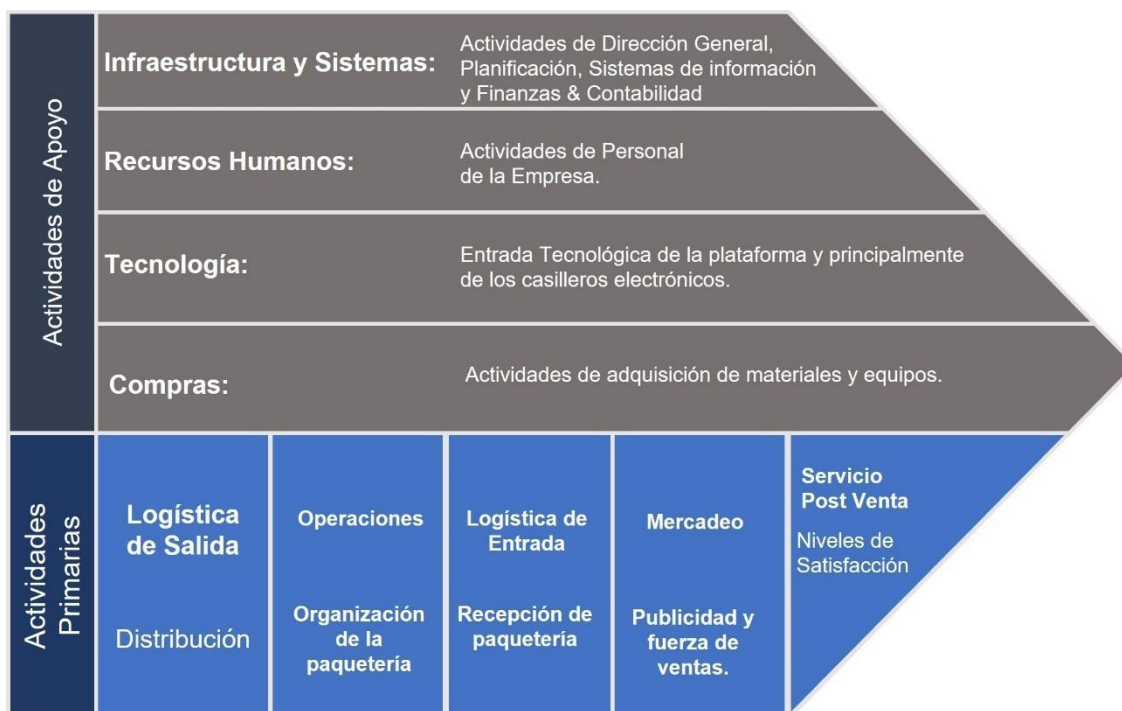 Actividades de Apoyo
Infraestructura y Sistemas:
Actividades de Dirección General,
Planificación, Sistemas de información
y Finanzas & Contabilidad
Recursos Humanos:
Actividades de Personal
de la Empresa.
Tecnología:
Entrada Tecnológica de la plataforma y principalmente
de los casilleros electrónicos.
Compras:
Actividades de adquisición de materiales y equipos.
Actividades
Primarias
Logística
de Salida
Distribución
Operaciones
Organización
de la
paquetería
Logística de
Entrada
Recepción de
paquetería
Mercadeo
Publicidad y
fuerza de
ventas.
Servicio
Post Venta
Niveles de
Satisfacción